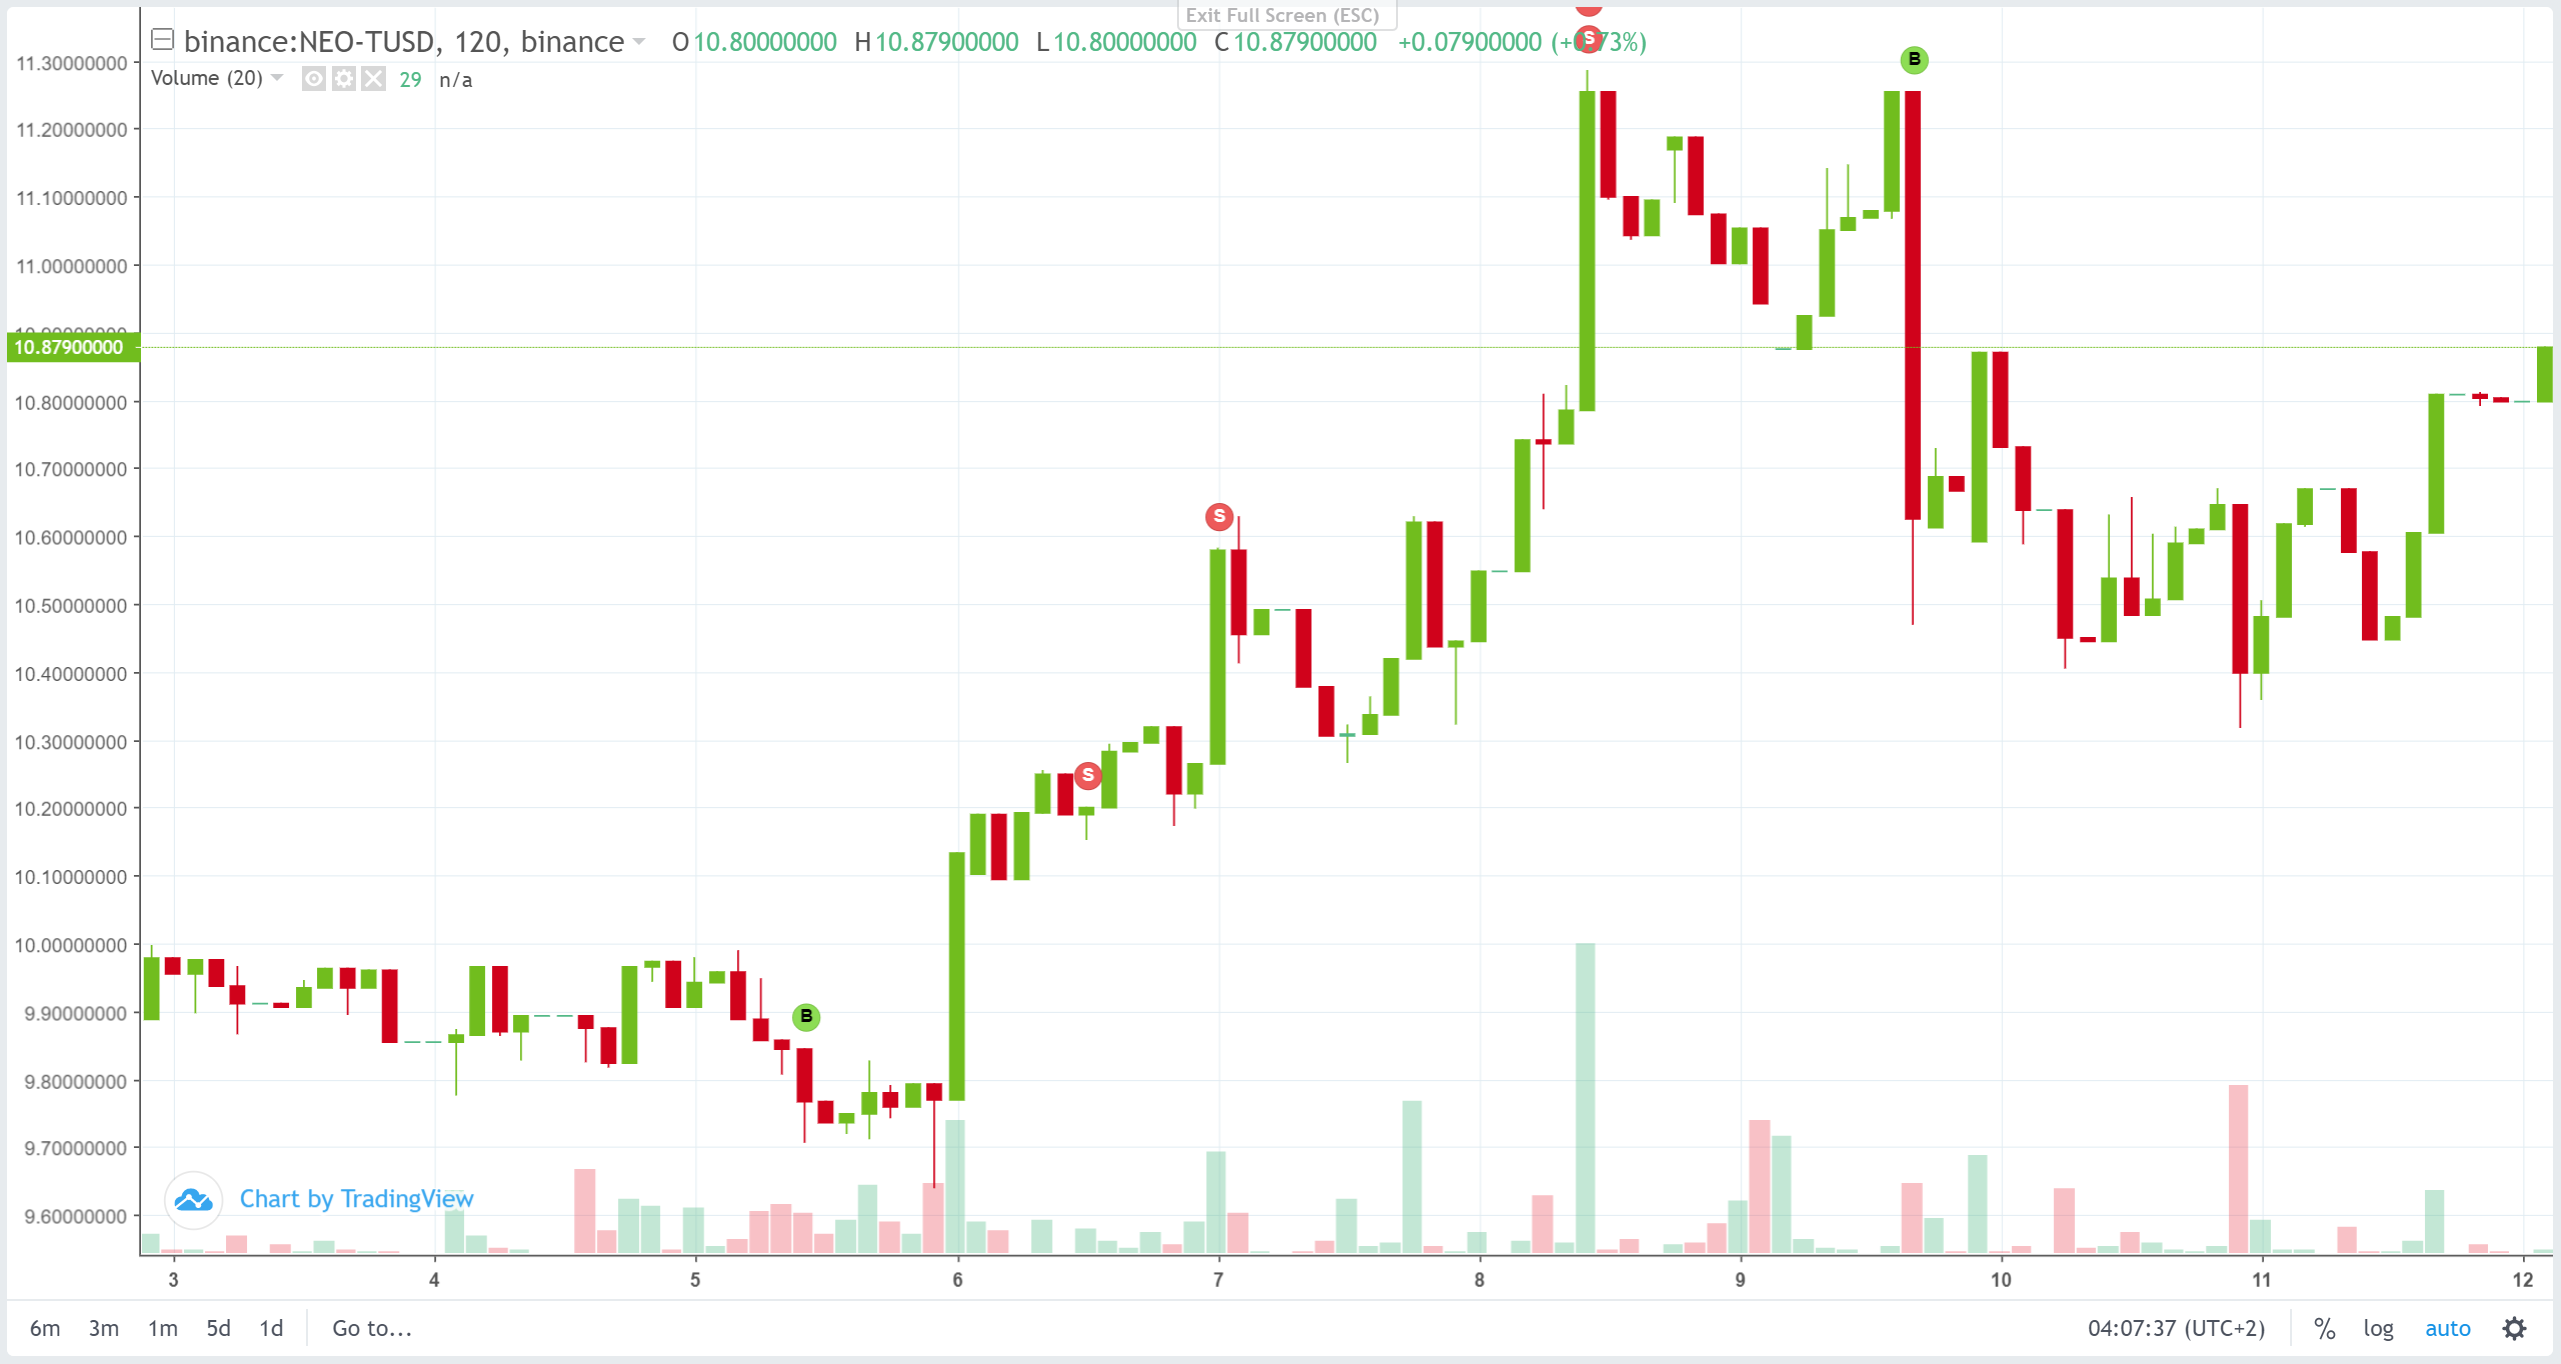 Exit Full Screen (ESC)
binance:NEO-TUSD, 120, binance O10.80000000 H10.87900000 L10.80000000 C10.87900000 +0.07900000
S
Volume (20) 29 n/a
B
11.30000000
11.20000000
11.10000000
11.00000000
10.87900000
10.80000000
10.70000000
10.60000000
10.50000000
10.40000000
10.30000000
10.20000000
10.10000000
10.00000000
9.90000000
9.80000000
9.70000000
9.60000000
S
S
B
Chart by TradingView
3 4 5 6 7 8 9 10 11 12
6m 3m 1m 5d 1d Go to... 04:07:37 (UTC+2) % log auto